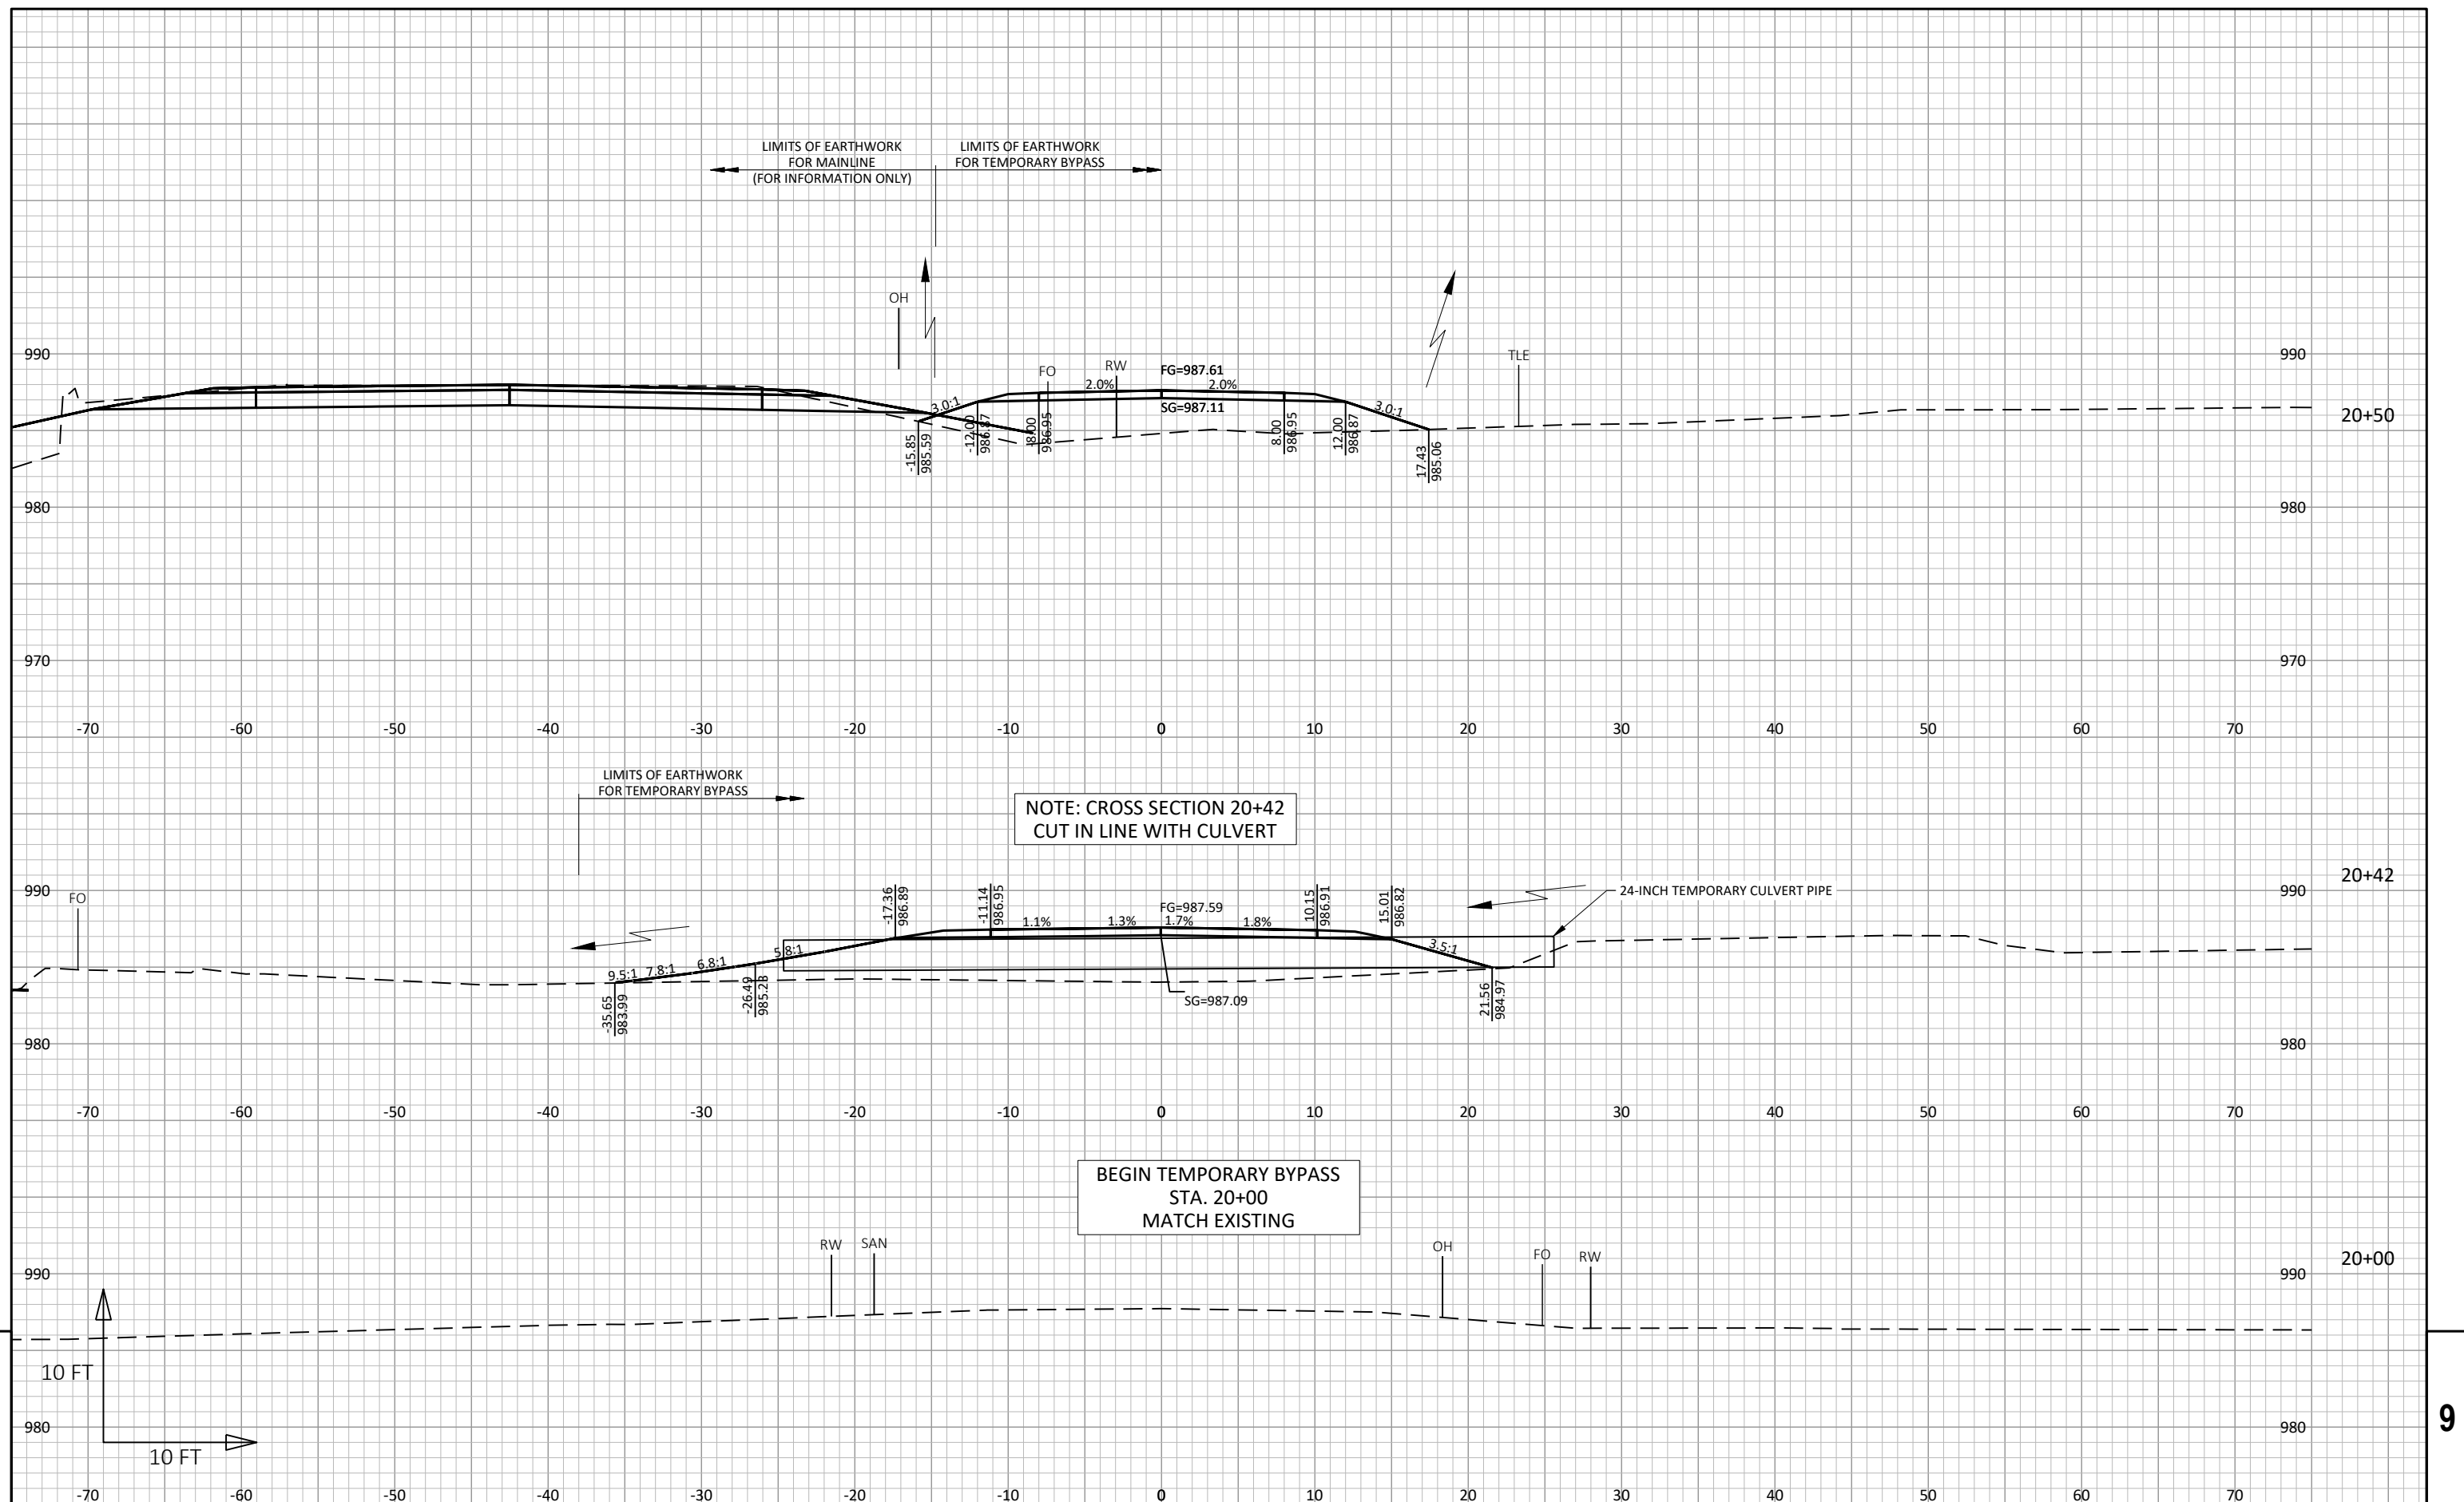 LIMITS OF EARTHWORK
FOR MAINLINE
(FOR INFORMATION ONLY)
LIMITS OF EARTHWORK
FOR TEMPORARY BYPASS
OH
FO
RW
FG=987.61
TLE
990
990
2.0%
2.0%
SG=987.11
3.0:1
3.0:1
20+50
-15.85
985.59
-12.00
986.87
-8.00
986.95
8.00
986.95
12.00
986.87
17.43
985.06
980
980
970
970
-70 -60 -50 -40 -30 -20 -10 0 10 20 30 40 50 60 70
LIMITS OF EARTHWORK
FOR TEMPORARY BYPASS
NOTE: CROSS SECTION 20+42
CUT IN LINE WITH CULVERT
20+42
990
990
FO
24-INCH TEMPORARY CULVERT PIPE
-17.36
986.89
-11.14
986.95
FG=987.59
10.15
986.91
15.01
986.82
1.1%
1.3%
1.7%
1.8%
9.5:1
7.8:1
6.8:1
5.8:1
3.5:1
-35.65
983.99
-26.49
985.28
SG=987.09
21.56
984.97
980
980
-70 -60 -50 -40 -30 -20 -10 0 10 20 30 40 50 60 70
BEGIN TEMPORARY BYPASS
STA. 20+00
MATCH EXISTING
RW
SAN
OH
FO
RW
20+00
990
990
10 FT
10 FT
980
980
9
-70 -60 -50 -40 -30 -20 -10 0 10 20 30 40 50 60 70